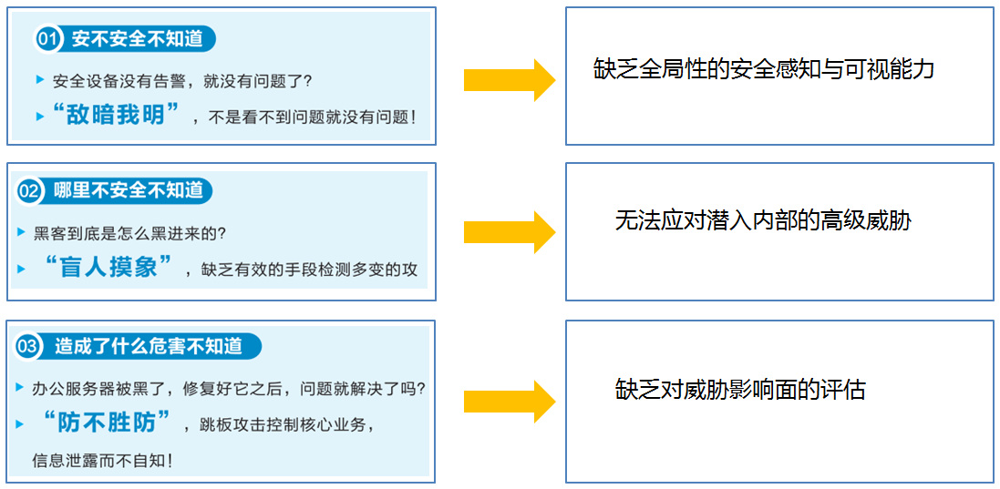 01 安不安全不知道
安全设备没有告警，就没有问题了？
“敌暗我明”，不是看不到问题就没有问题！
缺乏全局性的安全感知与可视能力
02 哪里不安全不知道
黑客到底是怎么黑进来的？
“盲人摸象”，缺乏有效的手段检测多变的攻
无法应对潜入内部的高级威胁
03 造成了什么危害不知道
办公服务器被黑了，修复好它之后，问题就解决了吗？
“防不胜防”，跳板攻击控制核心业务，
信息泄露而不自知！
缺乏对威胁影响面的评估